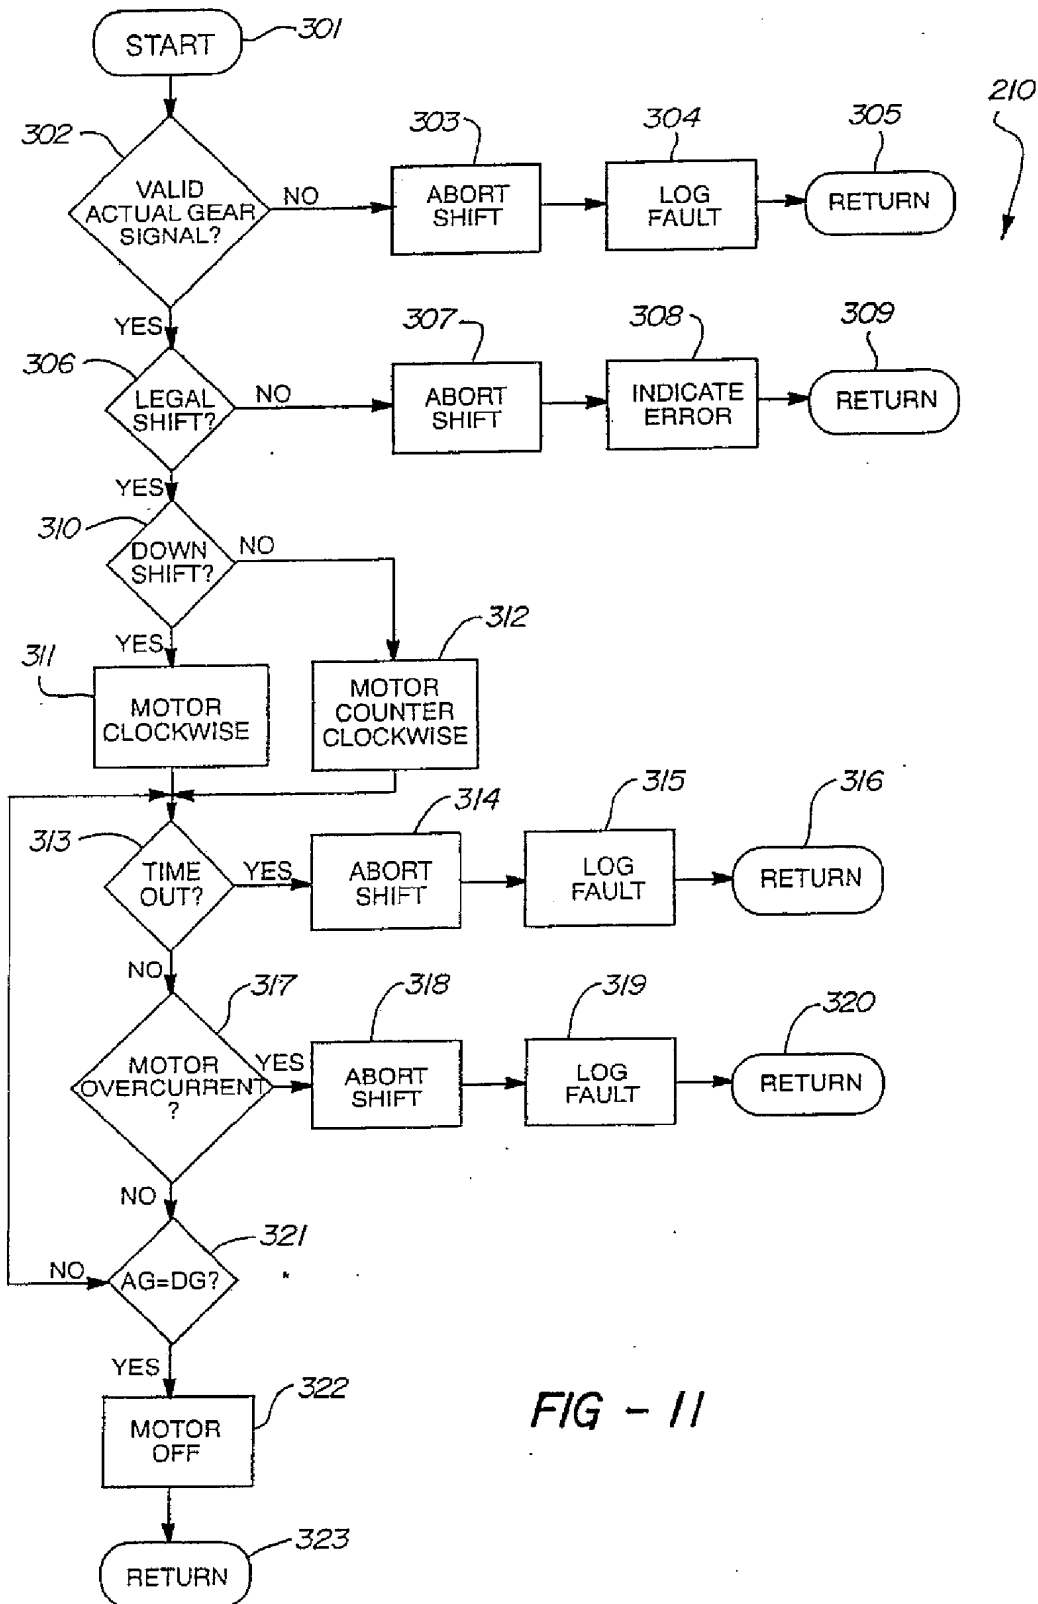 START
301
210
302
VALID
ACTUAL GEAR
SIGNAL?
NO
303
ABORT
SHIFT
304
LOG
FAULT
305
RETURN
YES
306
LEGAL
SHIFT?
NO
307
ABORT
SHIFT
308
INDICATE
ERROR
309
RETURN
YES
310
DOWN
SHIFT?
NO
YES
311
MOTOR
CLOCKWISE
312
MOTOR
COUNTER
CLOCKWISE
313
TIME
OUT?
YES
314
ABORT
SHIFT
315
LOG
FAULT
316
RETURN
NO
317
MOTOR
OVERCURRENT
?
YES
318
ABORT
SHIFT
319
LOG
FAULT
320
RETURN
NO
321
AG=DG?
NO
YES
322
MOTOR
OFF
323
RETURN
FIG - 11